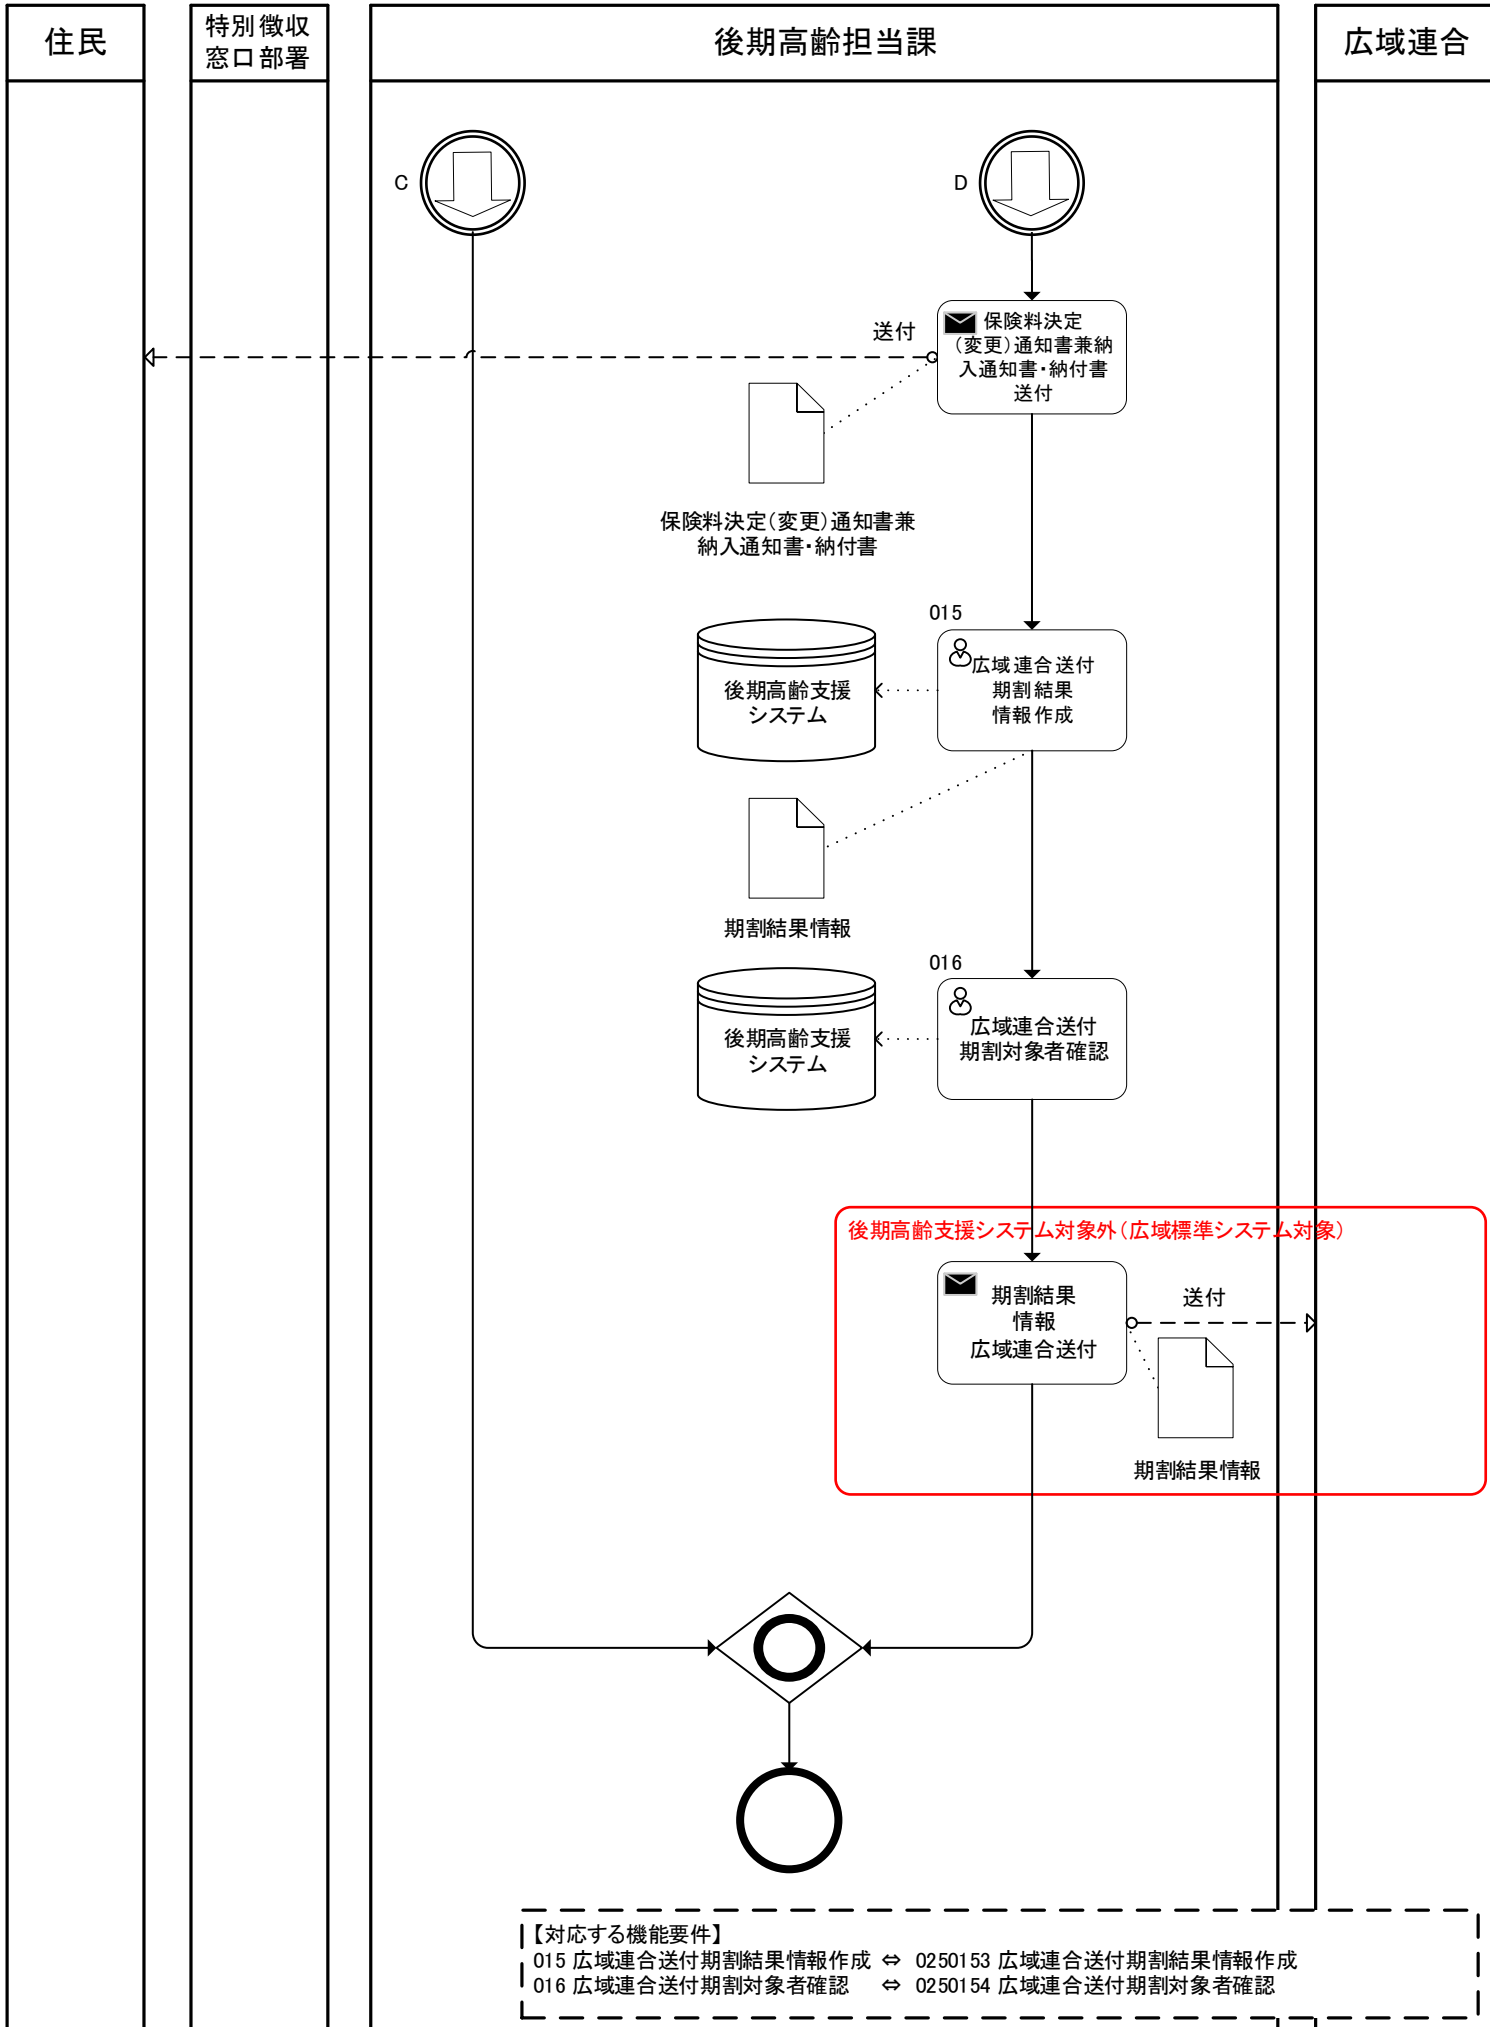 住民
特別徴収
窓口部署
後期高齢担当課
広域連合
C
D
送付
保険料決定
（変更）通知書兼納
入通知書・納付書
送付
保険料決定（変更）通知書兼
納入通知書・納付書
015
広域連合送付
期割結果
情報作成
後期高齢支援
システム
期割結果情報
016
広域連合送付
期割対象者確認
後期高齢支援
システム
後期高齢支援システム対象外（広域標準システム対象）
期割結果
情報
広域連合送付
送付
期割結果情報
【対応する機能要件】
015 広域連合送付期割結果情報作成 ⇔ 0250153 広域連合送付期割結果情報作成
016 広域連合送付期割対象者確認 ⇔ 0250154 広域連合送付期割対象者確認